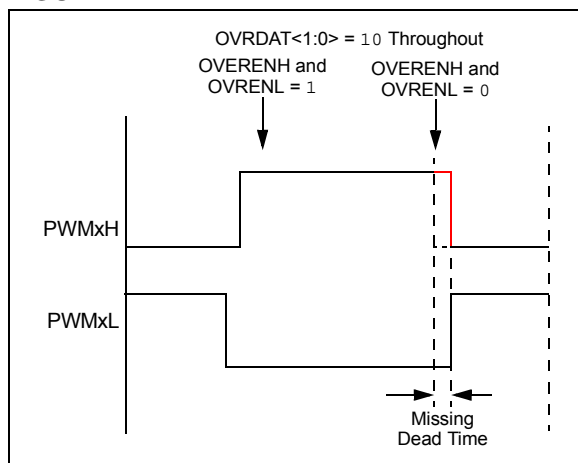 OVRDAT<1:0> = 10 Throughout
OVERENH and
OVRENL = 1
OVERENH and
OVRENL = 0
PWMxH
PWMxL
Missing
Dead Time